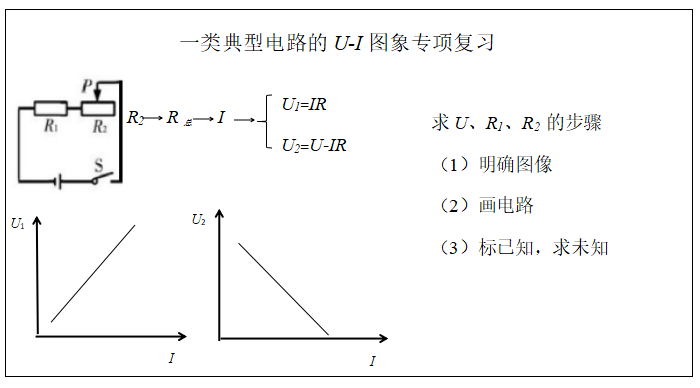 一类典型电路的 U-I 图象专项复习
P
R1
R2
S
R2→R总→I→
U1=IR
U2=U-IR
U1
I
U2
I
求 U、R1、R2 的步骤
（1）明确图像
（2）画电路
（3）标已知，求未知